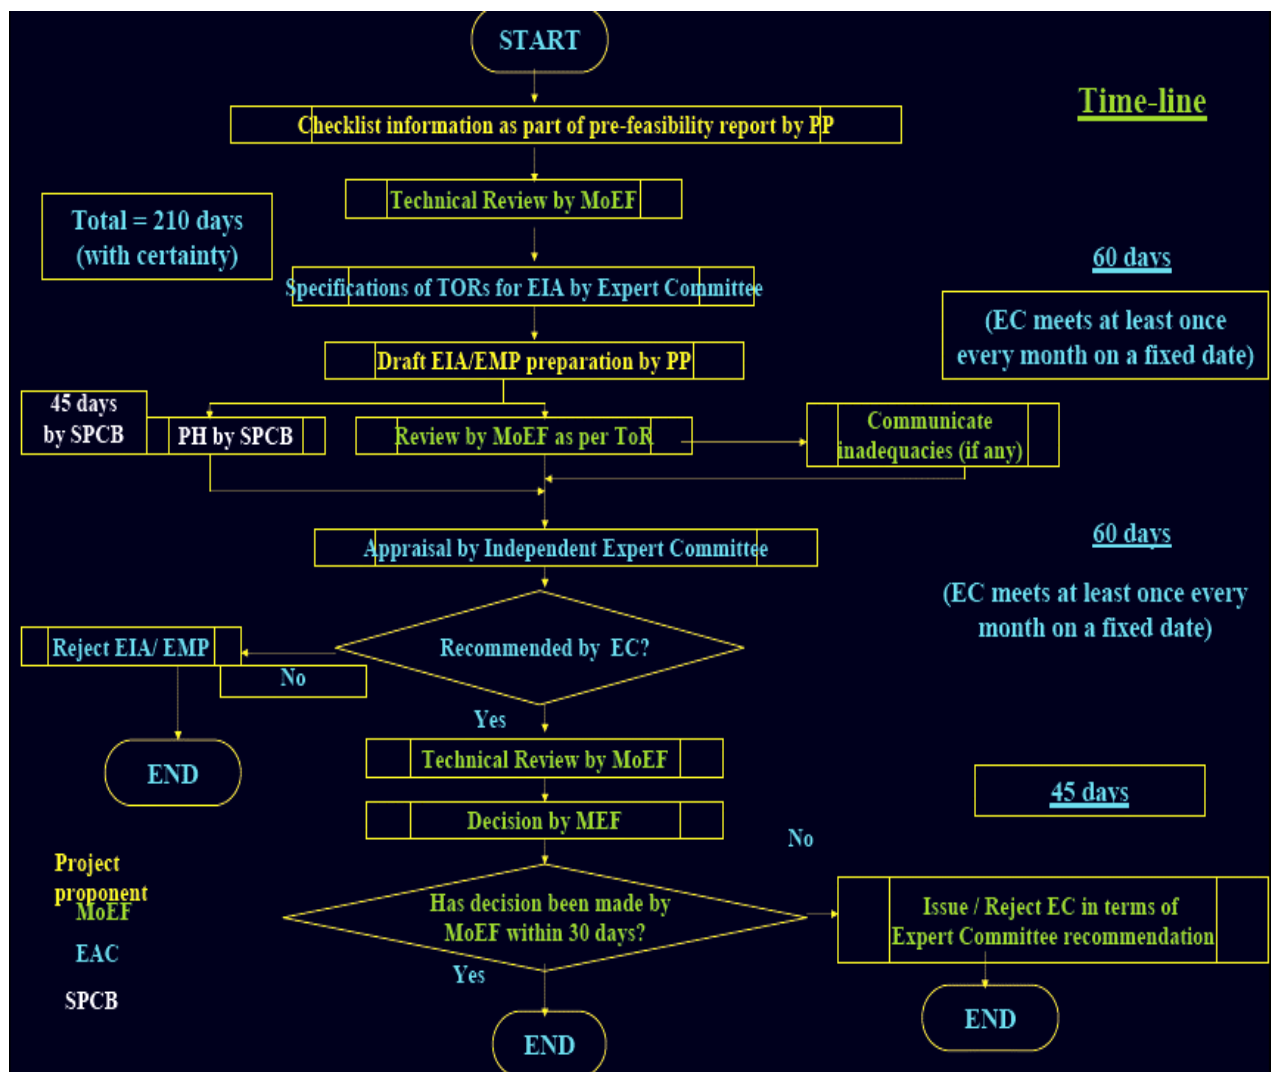 START
Time-line
Checklist information as part of pre-feasibility report by PP
Technical Review by MoEF
Total = 210 days
(with certainty)
60 days
Specifications of TORs for EIA by Expert Committee
(EC meets at least once
every month on a fixed date)
Draft EIA/EMP preparation by PP
45 days
by SPCB
PH by SPCB
Review by MoEF as per ToR
Communicate
inadequacies (if any)
Appraisal by Independent Expert Committee
60 days
(EC meets at least once every
month on a fixed date)
Recommended by EC?
Reject EIA/ EMP
No
Yes
END
Technical Review by MoEF
45 days
Decision by MEF
No
Project
proponent
MoEF
EAC
SPCB
Has decision been made by
MoEF within 30 days?
Yes
Issue / Reject EC in terms of
Expert Committee recommendation
END
END